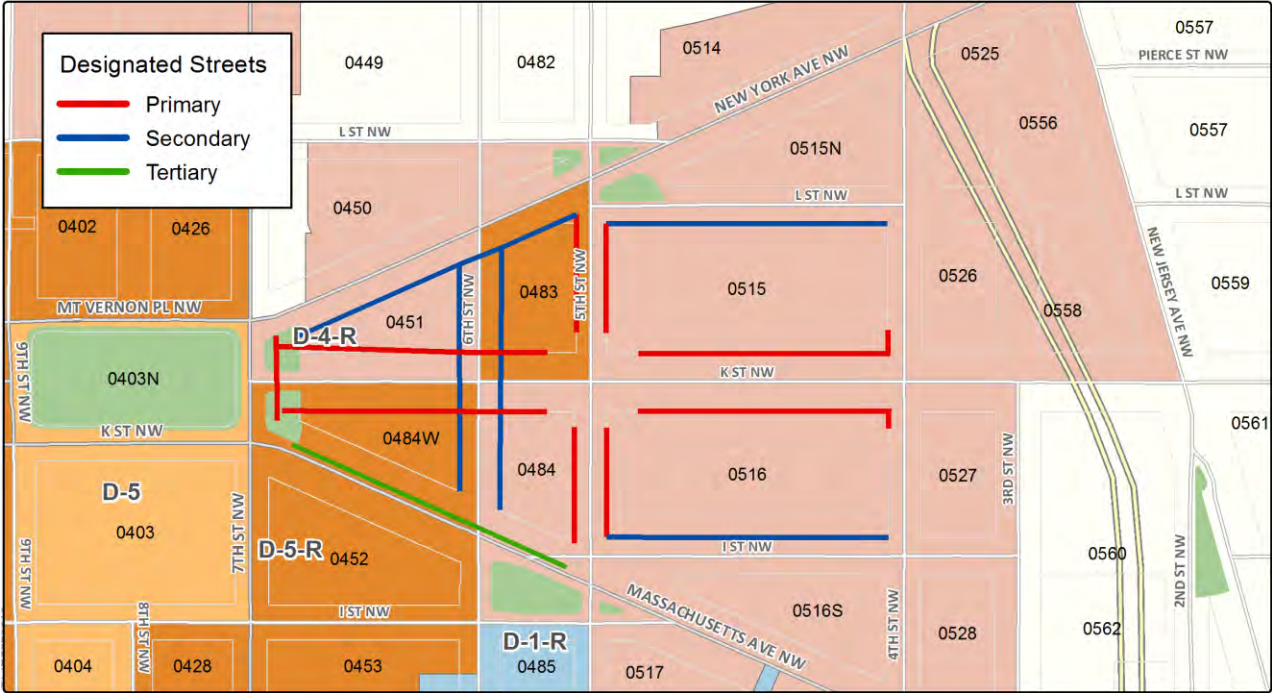 Designated Streets
Primary
Secondary
Tertiary
0449
0482
0514
NEW YORK AVE NW
0525
0557
PIERCE ST NW
0556
0557
L ST NW
0515N
L ST NW
L ST NW
0402
0426
0450
MT VERNON PL NW
0451
6TH ST NW
0483
5TH ST NW
0515
0526
0558
NEW JERSEY AVE NW
0559
D-4-R
9TH ST NW
0403N
K ST NW
K ST NW
0484W
0484
0516
0527
3RD ST NW
0561
D-5
0403
7TH ST NW
D-5-R
0452
9TH ST NW
I ST NW
0560
2ND ST NW
8TH ST NW
I ST NW
MASSACHUSETTS AVE NW
0516S
4TH ST NW
0528
0562
D-1-R
0404
0428
0453
0485
0517